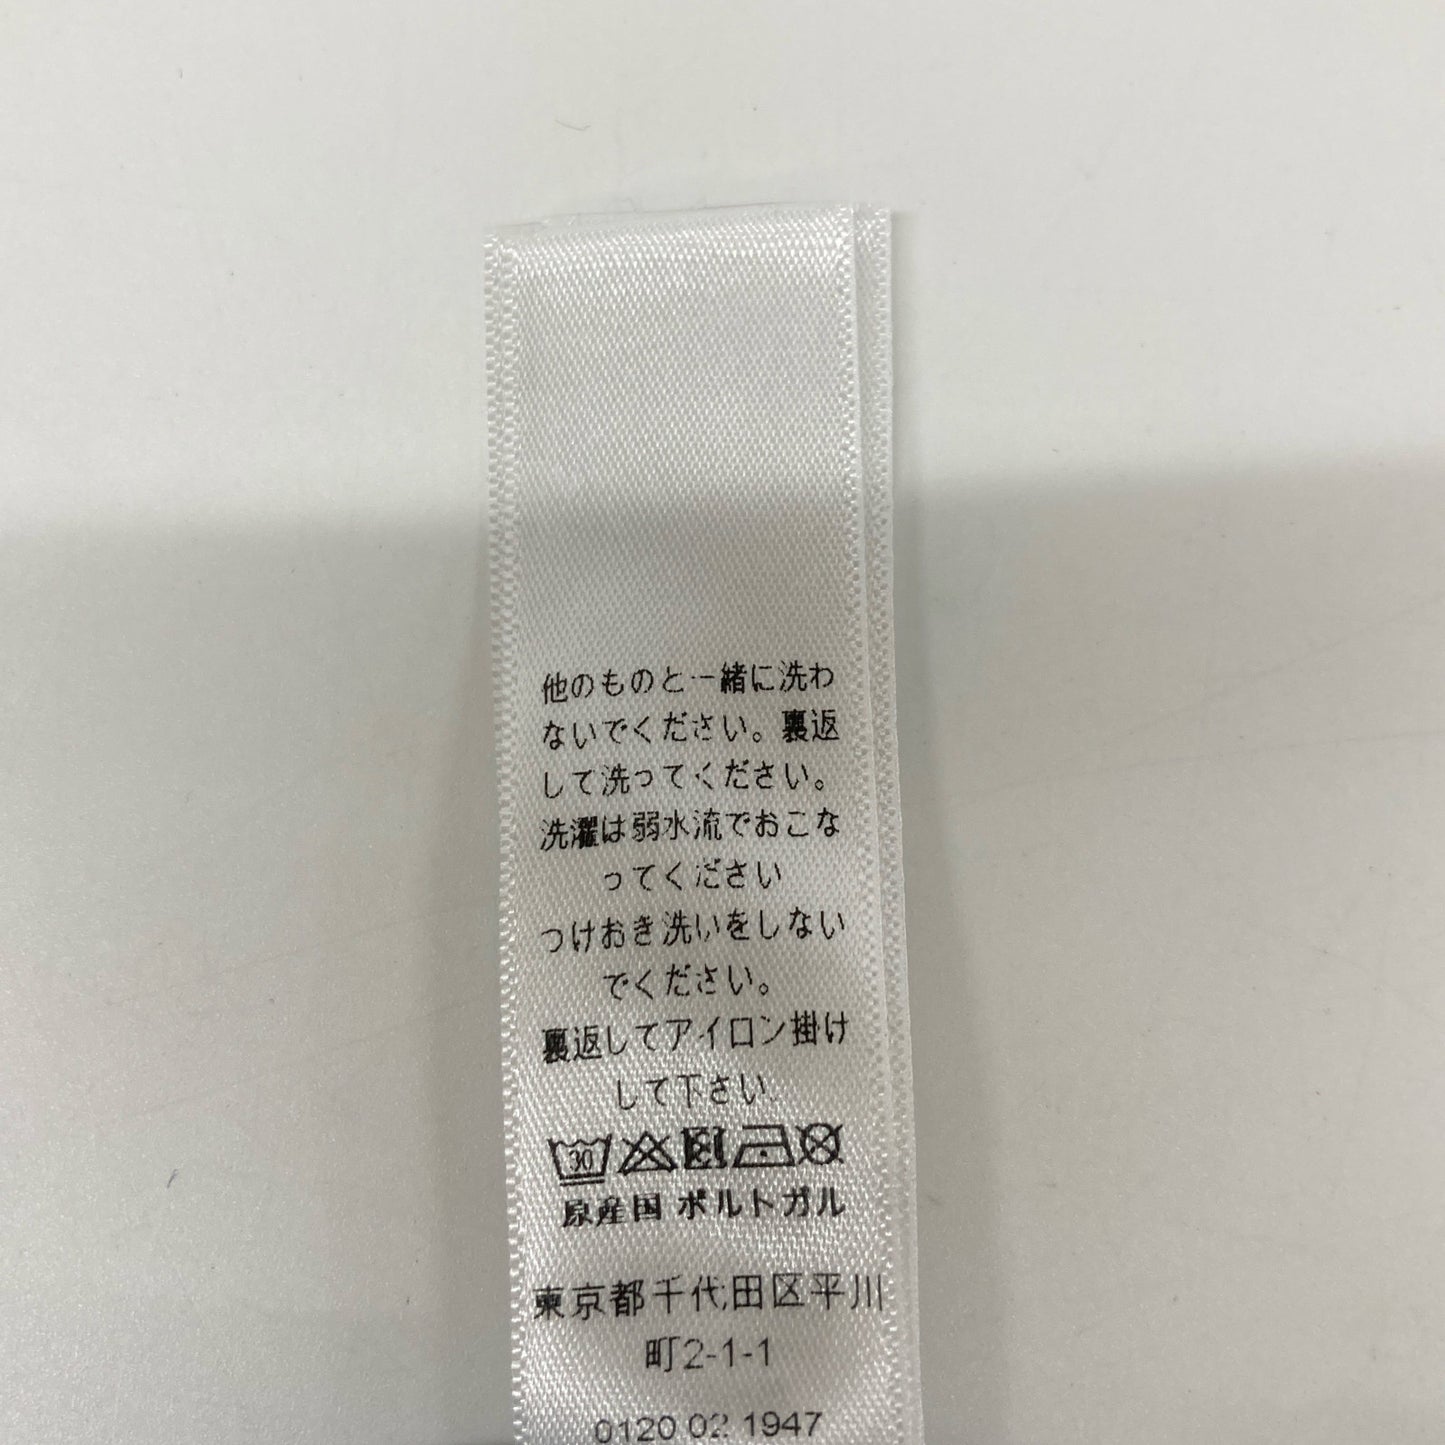 他のものと一緒に洗わ
ないでください。裏返
して洗ってください。
洗濯は弱水流でおこな
ってください
つけおき洗いをしない
でください。
裏返してアイロン掛け
して下さい.
30
原産国 ポルトガル
東京都千代田区平川
町2-1-1
0120 02 1947